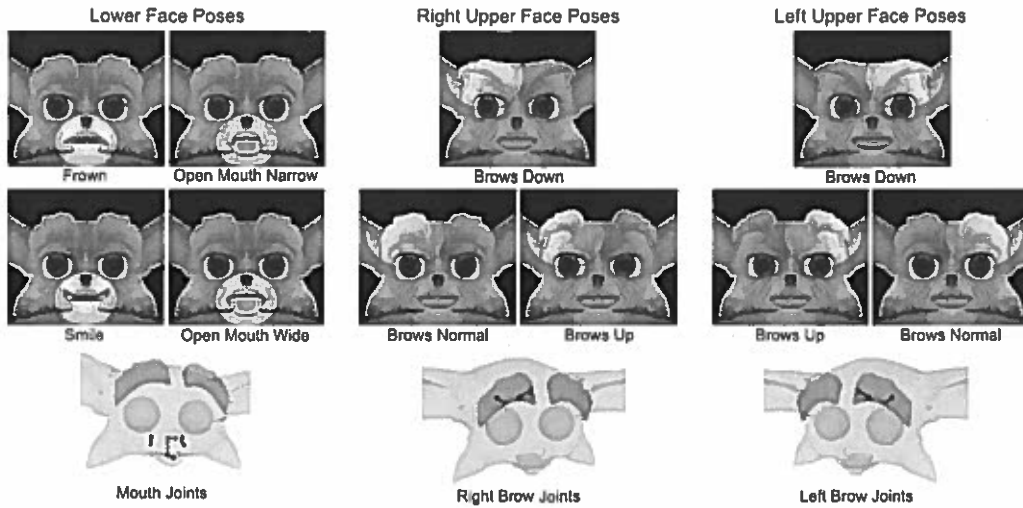 Lower Face Poses
Right Upper Face Poses
Left Upper Face Poses
Frown
Open Mouth Narrow
Brows Down
Brows Down
Smile
Open Mouth Wide
Brows Normal
Brows Up
Brows Up
Brows Normal
Mouth Joints
Right Brow Joints
Left Brow Joints